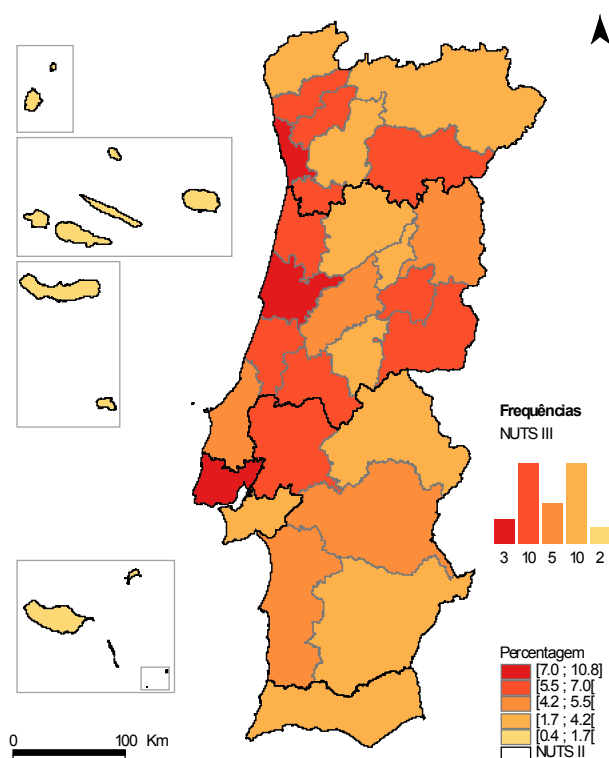 Frequências
NUTS III
3 10 5 10 2
Percentagem
[7.0 ; 10.8]
[5.5 ; 7.0[
[4.2 ; 5.5[
[1.7 ; 4.2[
[0.4 ; 1.7[
NUTS II
0 100 Km